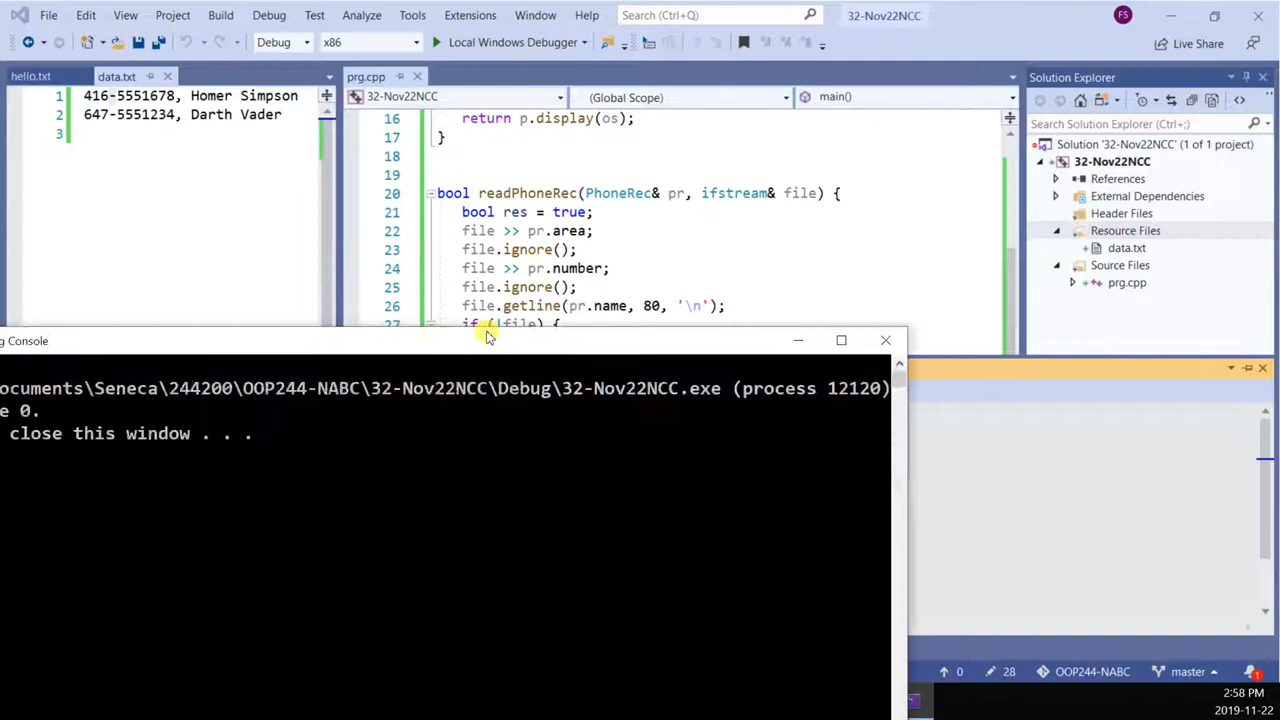 File Edit View Project Build Debug Test Analyze Tools Extensions Window Help Search (Ctrl+Q) 32-Nov22NCC FS
Debug x86 Local Windows Debugger Live Share
hello.txt data.txt prg.cpp Solution Explorer
32-Nov22NCC (Global Scope) main()
Search Solution Explorer (Ctrl+;)
1 416-5551678, Homer Simpson
2 647-5551234, Darth Vader
3
16 return p.display(os);
17 }
18
19
20 bool readPhoneRec(PhoneRec& pr, ifstream& file) {
21 bool res = true;
22 file >> pr.area;
23 file.ignore();
24 file >> pr.number;
25 file.ignore();
26 file.getline(pr.name, 80, '\n');
27 if (!file) {
Solution '32-Nov22NCC' (1 of 1 project)
32-Nov22NCC
References
External Dependencies
Header Files
Resource Files
data.txt
Source Files
prg.cpp
g Console
ocuments\Seneca\244200\OOP244-NABC\32-Nov22NCC\Debug\32-Nov22NCC.exe (process 12120)
e 0.
close this window . . .
0 28 OOP244-NABC master 1
2:58 PM
2019-11-22